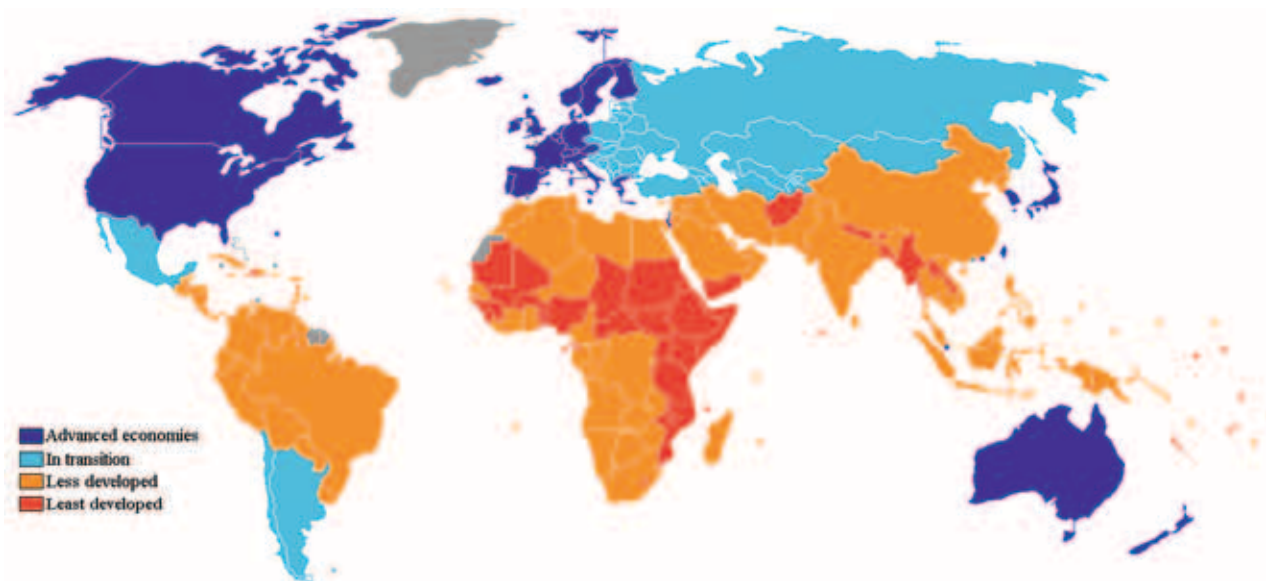 Advanced economies
In transition
Less developed
Least developed